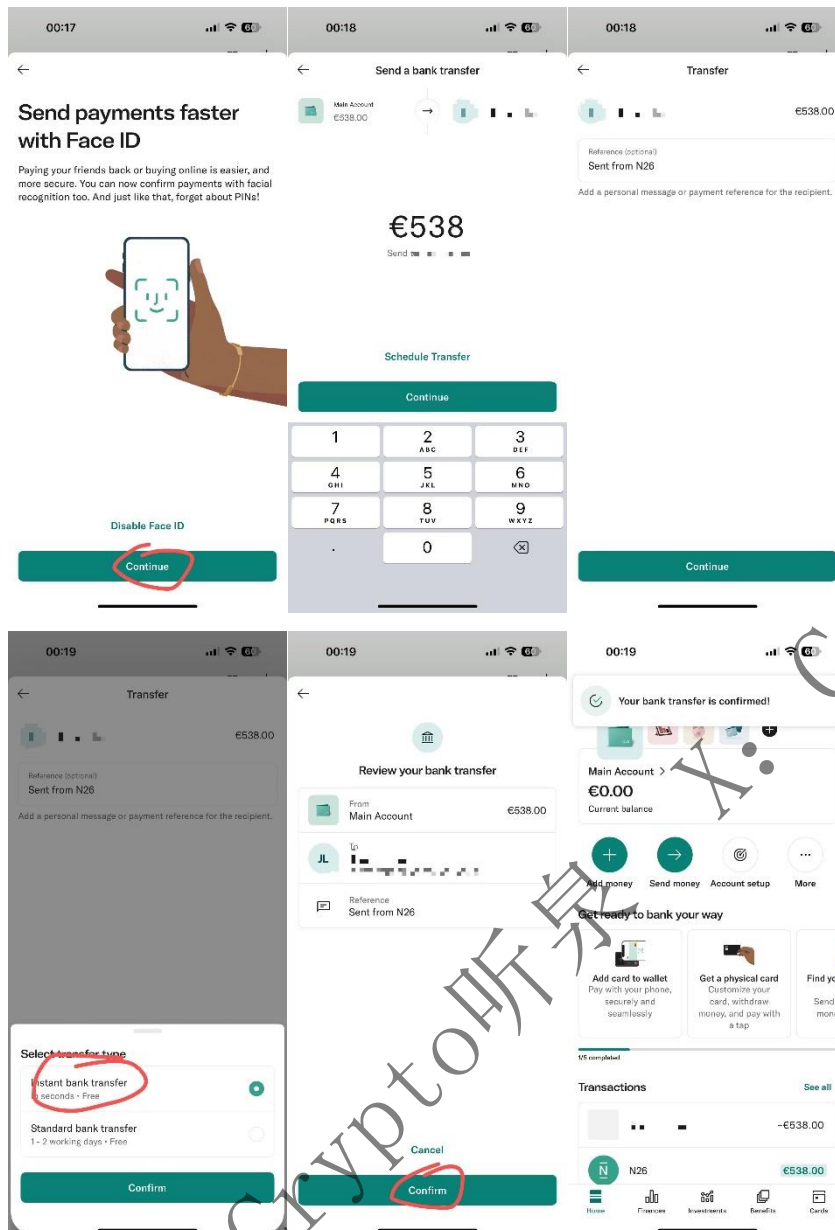 00:17
Send payments faster
with Face ID
Paying your friends back or buying online is easier, and
more secure. You can now confirm payments with facial
recognition too. And just like that, forget about PINs!
Disable Face ID
Continue
00:18
Send a bank transfer
Main Account
€538.00
€538
Send
Schedule Transfer
Continue
1
2
ABC
3
DEF
4
GHI
5
JKL
6
MNO
7
PQRS
8
TUV
9
WXYZ
.
0
00:18
Transfer
€538.00
Reference (optional)
Sent from N26
Add a personal message or payment reference for the recipient.
Continue
00:19
Transfer
€538.00
Reference (optional)
Sent from N26
Add a personal message or payment reference for the recipient.
Select transfer type
Instant bank transfer
seconds • Free
Standard bank transfer
1 - 2 working days • Free
Confirm
00:19
Review your bank transfer
From
Main Account
€538.00
JL
To
Reference
Sent from N26
Cancel
Confirm
00:19
Your bank transfer is confirmed!
Main Account >
€0.00
Current balance
Add money
Send money
Account setup
More
Get ready to bank your way
Add card to wallet
Pay with your phone,
securely and
seamlessly
Get a physical card
Customize your
card, withdraw
money, and pay with
a tap
Find yo
Send
mon
1/5 completed
Transactions
See all
-€538.00
N26
€538.00
Home
Finances
Investments
Benefits
Cards
X: C
Crypto听泉